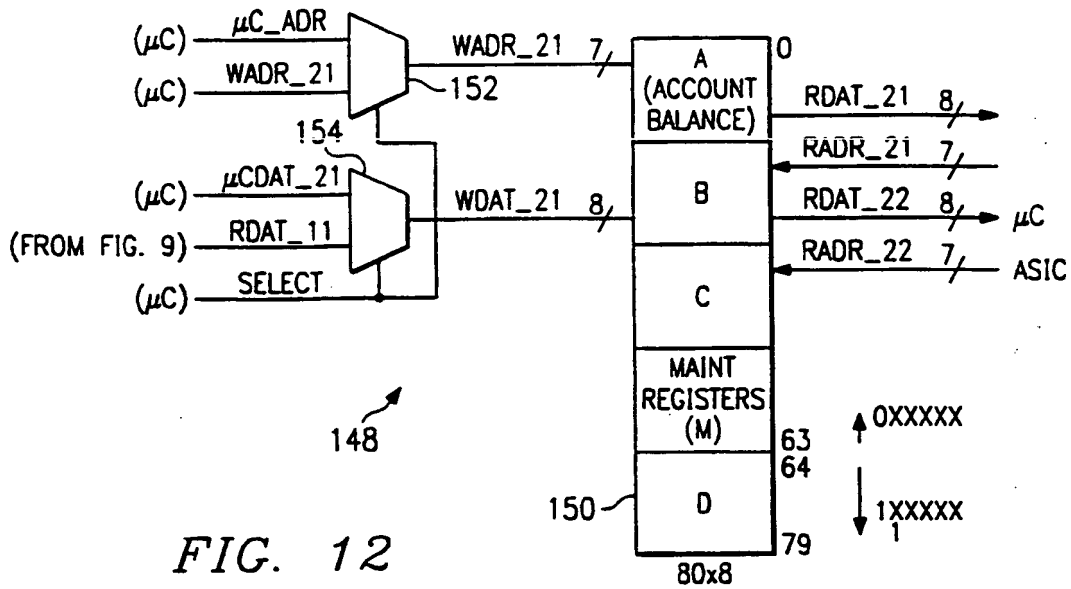 (μC) μC_ADR
(μC) WADR_21
152
WADR_21 7
154
(μC) μCDAT_21
(FROM FIG. 9) RDAT_11
(μC) SELECT
WDAT_21 8
A
(ACCOUNT
BALANCE)
B
C
MAINT
REGISTERS
(M)
D
0
63
64
79
80x8
RDAT_21 8
RADR_21 7
RDAT_22 8 μC
RADR_22 7 ASIC
0XXXXX
1XXXXX
1
148
150
FIG. 12